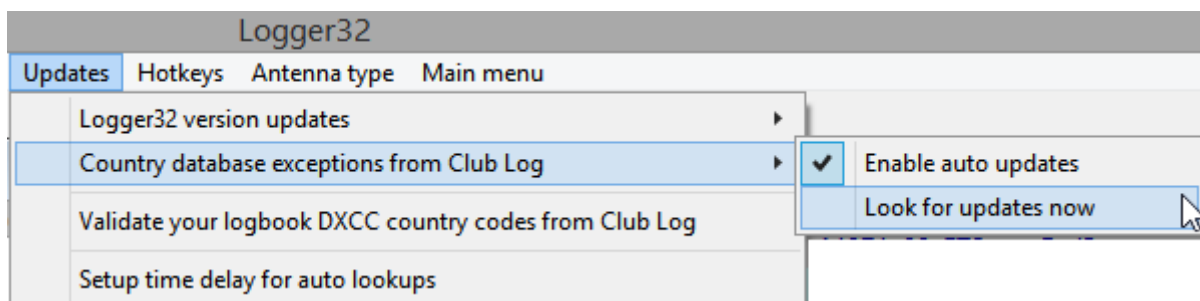 Logger32
Updates Hotkeys Antenna type Main menu
Logger32 version updates
Country database exceptions from Club Log
Enable auto updates
Look for updates now
Validate your logbook DXCC country codes from Club Log
Setup time delay for auto lookups